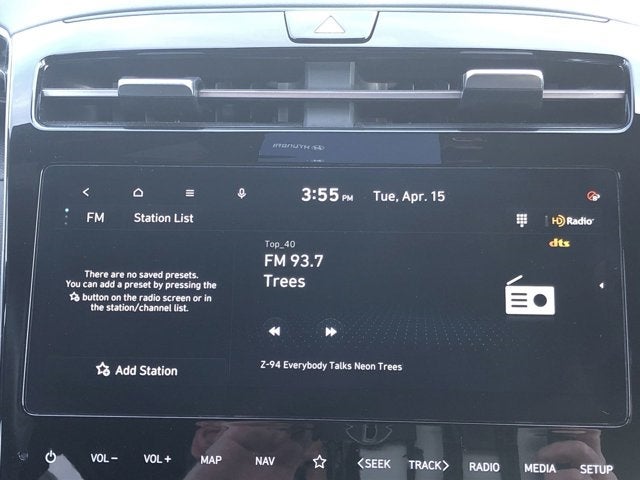 HYUNDAI
3:55 PM Tue, Apr. 15
FM Station List
HD Radio
dts
Top_40
FM 93.7
Trees
There are no saved presets.
You can add a preset by pressing the
button on the radio screen or in
the station/channel list.
Add Station
Z-94 Everybody Talks Neon Trees
VOL- VOL+ MAP NAV <SEEK TRACK> RADIO MEDIA SETUP